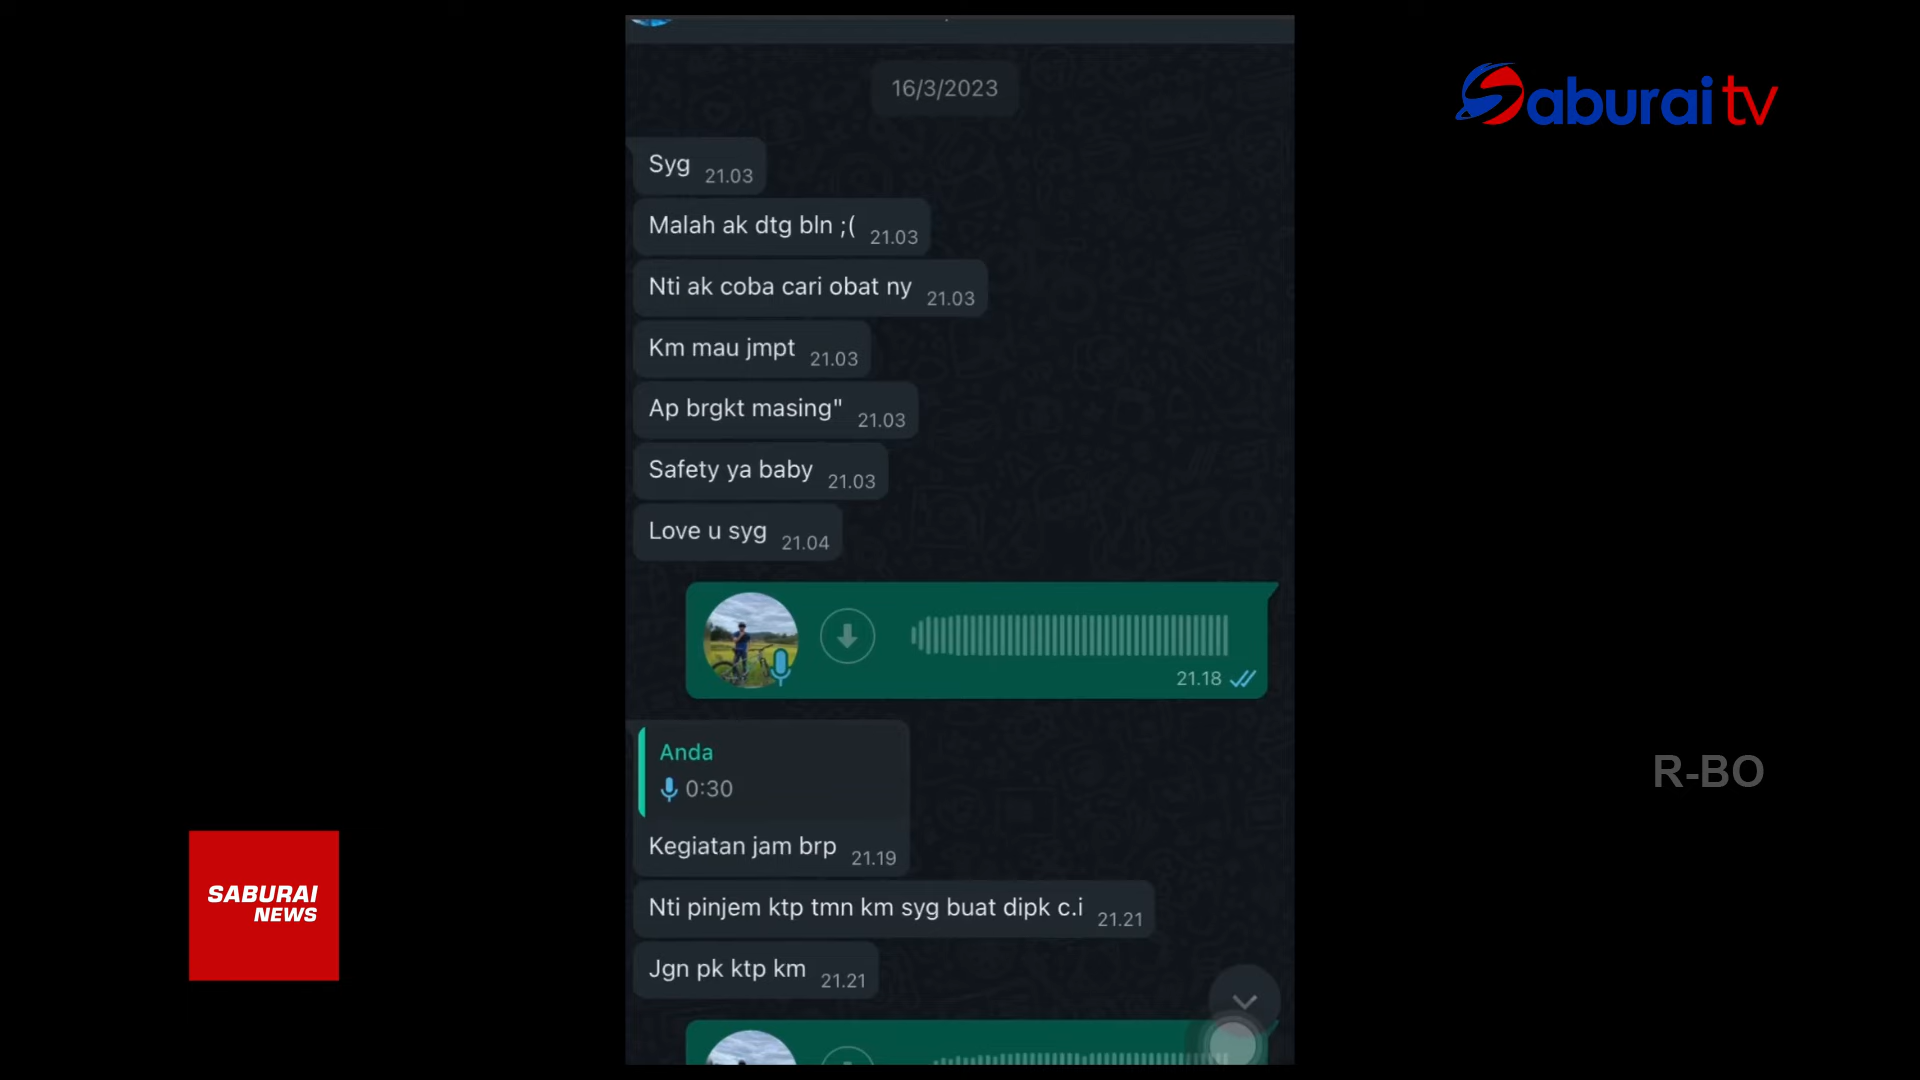 16/3/2023
Saburai tv
Syg 21.03
Malah ak dtg bln ;( 21.03
Nti ak coba cari obat ny 21.03
Km mau jmpt 21.03
Ap brgkt masing" 21.03
Safety ya baby 21.03
Love u syg 21.04
21.18
Anda
0:30
Kegiatan jam brp 21.19
R-BO
SABURAI
NEWS
Nti pinjem ktp tmn km syg buat dipk c.i 21.21
Jgn pk ktp km 21.21